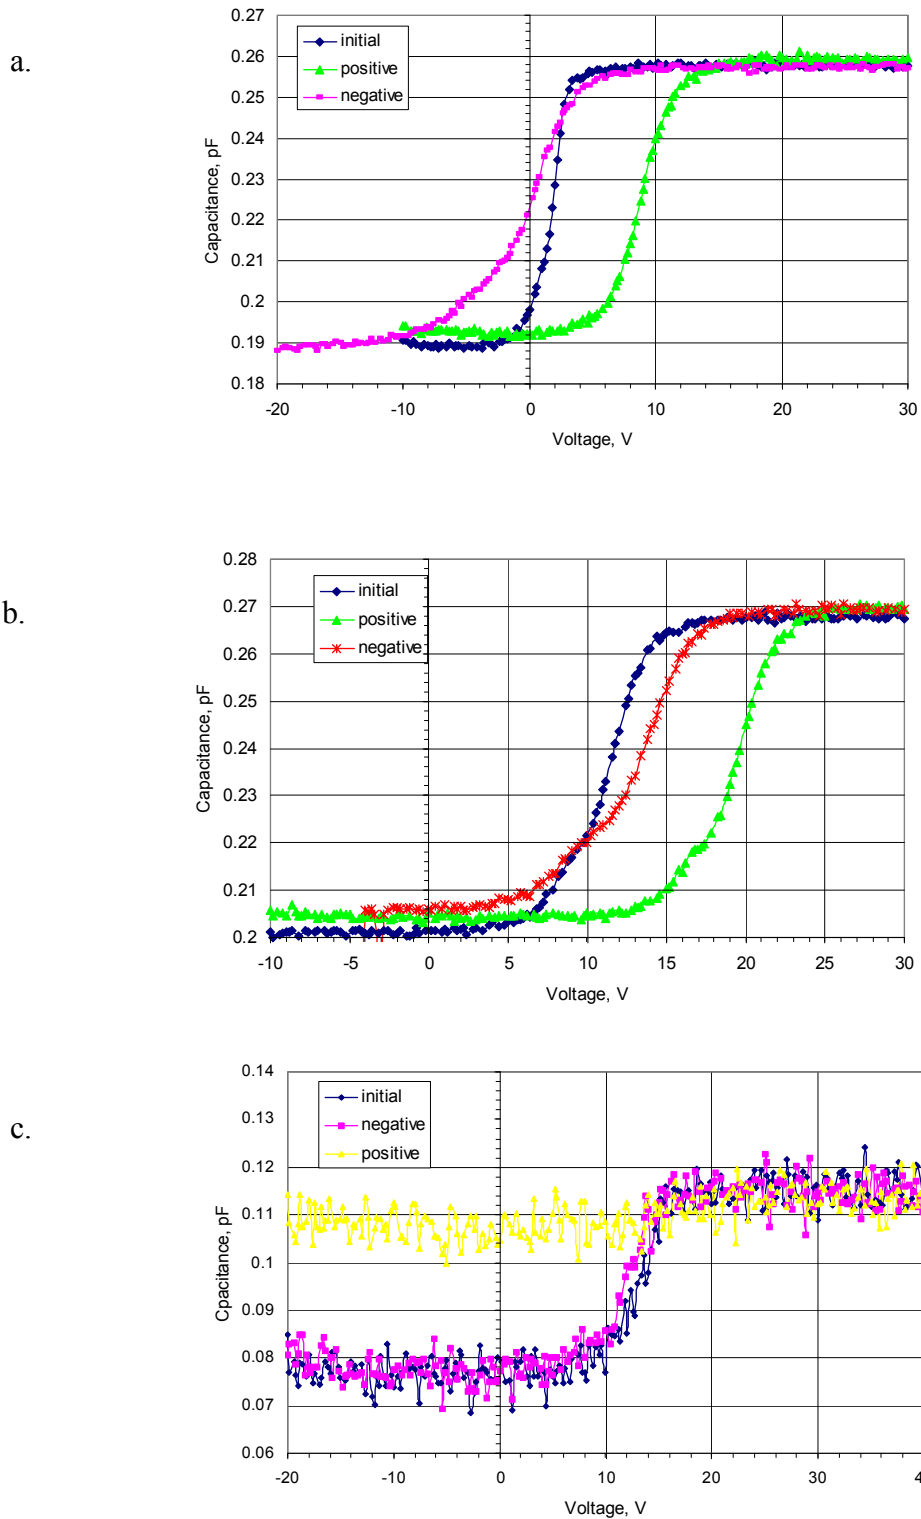 a.
0.27
0.26
0.25
0.24
0.23
0.22
0.21
0.2
0.19
0.18
Capacitance, pF
initial
positive
negative
-20 -10 0 10 20 30
Voltage, V
b.
0.28
0.27
0.26
0.25
0.24
0.23
0.22
0.21
0.2
Capacitance, pF
initial
positive
negative
-10 -5 0 5 10 15 20 25 30
Voltage, V
c.
0.14
0.13
0.12
0.11
0.1
0.09
0.08
0.07
0.06
Cpacitance, pF
initial
negative
positive
-20 -10 0 10 20 30 4
Voltage, V